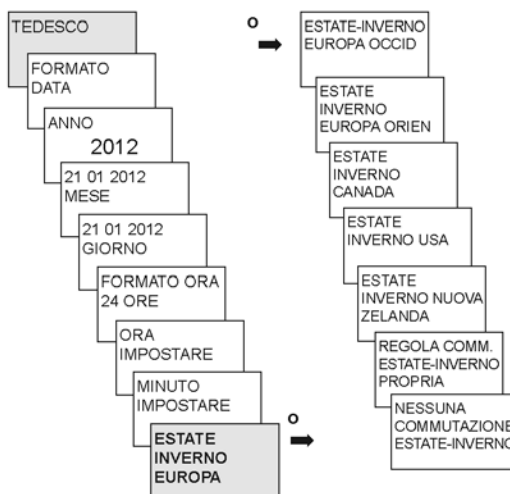 TEDESCO
FORMATO
DATA
ANNO
2012
21 01 2012
MESE
21 01 2012
GIORNO
FORMATO ORA
24 ORE
ORA
IMPOSTARE
MINUTO
IMPOSTARE
ESTATE
INVERNO
EUROPA
o
o
ESTATE-INVERNO
EUROPA OCCID
ESTATE
INVERNO
EUROPA ORIEN
ESTATE
INVERNO
CANADA
ESTATE
INVERNO USA
ESTATE
INVERNO NUOVA
ZELANDA
REGOLA COMM.
ESTATE-INVERNO
PROPRIA
NESSUNA
COMMUTAZIONE
ESTATE-INVERNO